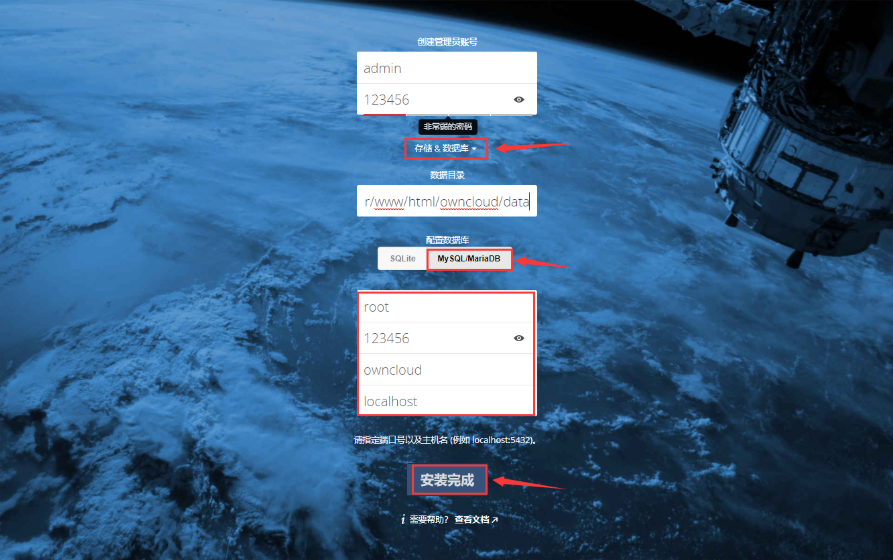 创建管理员账号
admin
123456
非常弱的密码
存储 & 数据库
数据目录
r/www/html/owncloud/data
配置数据库
SQLite MySQL/MariaDB
root
123456
owncloud
localhost
请指定端口号以及主机名 (例如 localhost:5432)。
安装完成
i 需要帮助? 查看文档